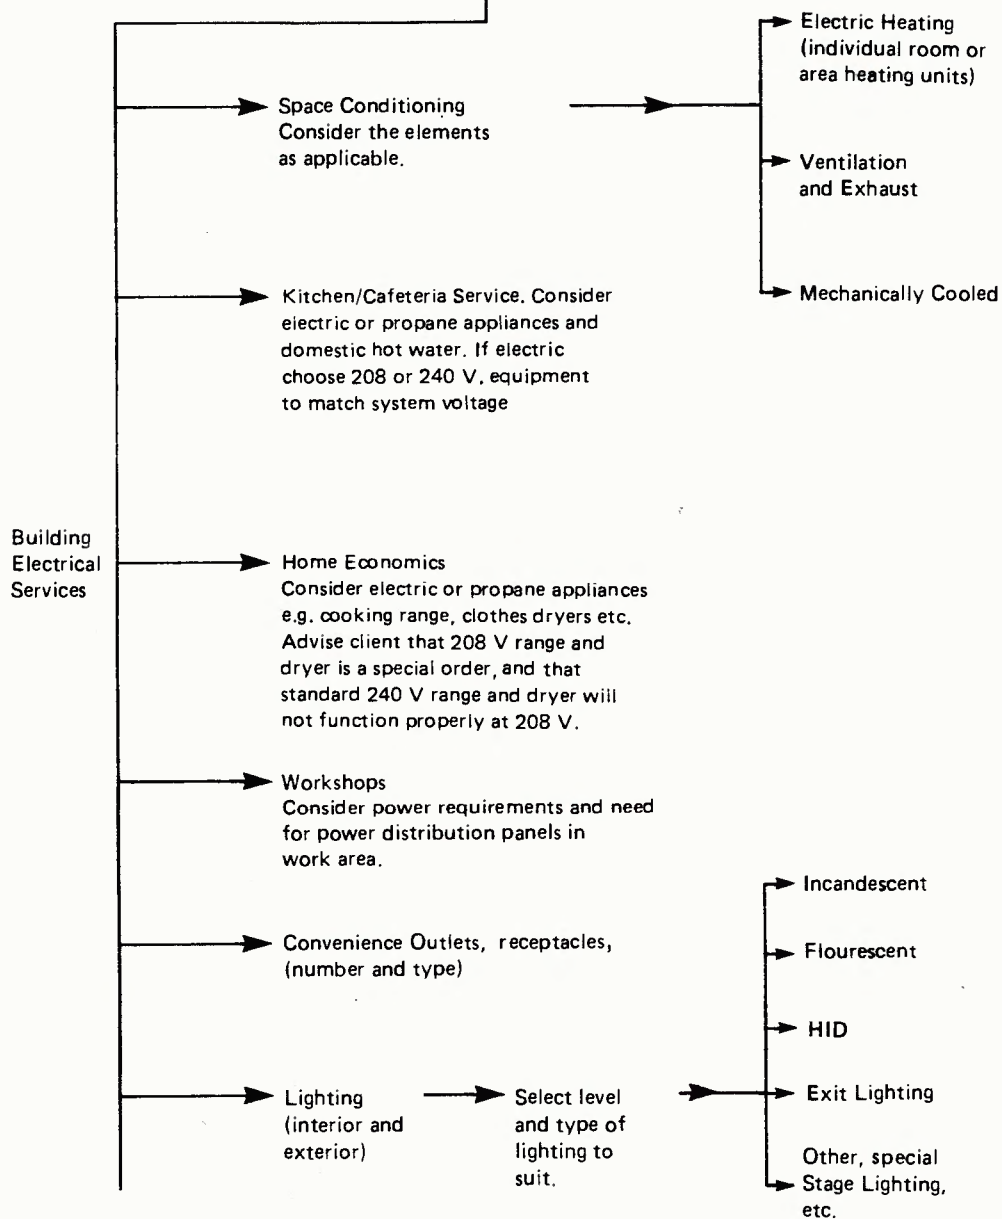 Electric Heating
(individual room or
area heating units)
Space Conditioning
Consider the elements
as applicable.
Ventilation
and Exhaust
Mechanically Cooled
Kitchen/Cafeteria Service. Consider
electric or propane appliances and
domestic hot water. If electric
choose 208 or 240 V, equipment
to match system voltage
Building
Electrical
Services
Home Economics
Consider electric or propane appliances
e.g. cooking range, clothes dryers etc.
Advise client that 208 V range and
dryer is a special order, and that
standard 240 V range and dryer will
not function properly at 208 V.
Workshops
Consider power requirements and need
for power distribution panels in
work area.
Convenience Outlets, receptacles,
(number and type)
Lighting
(interior and
exterior)
Select level
and type of
lighting to
suit.
Incandescent
Flourescent
HID
Exit Lighting
Other, special
Stage Lighting,
etc.